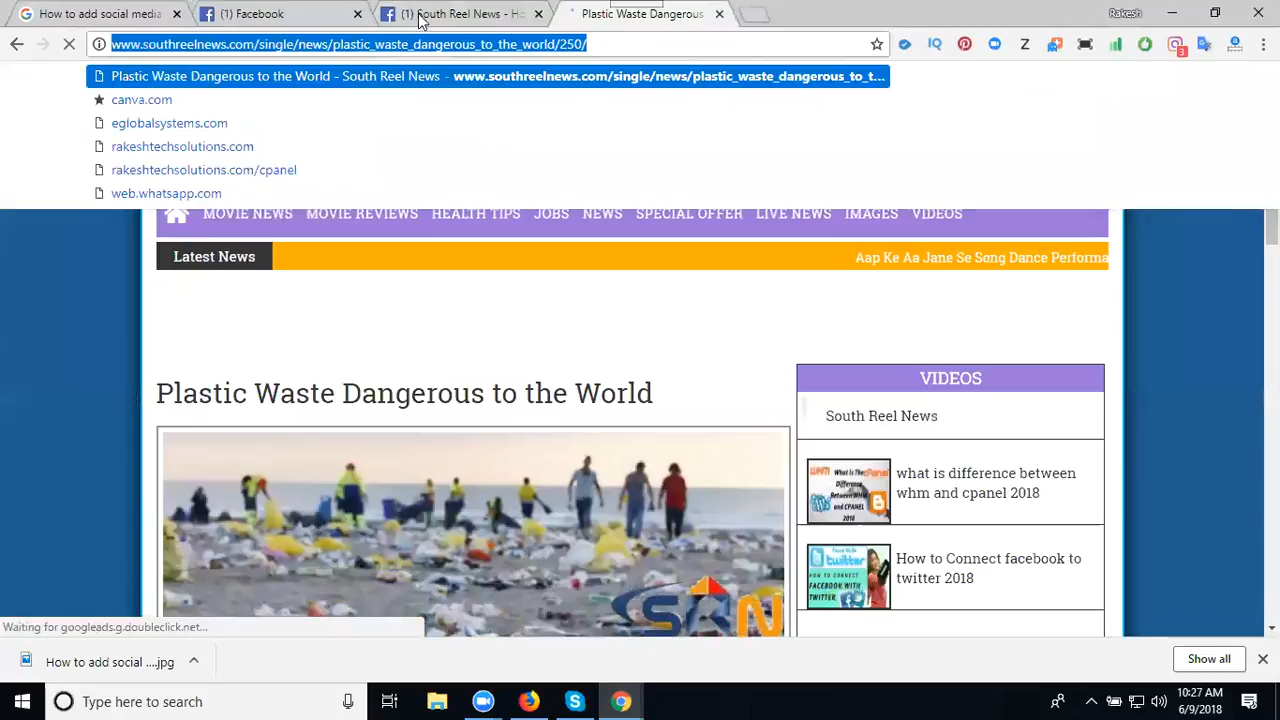 How to add social media
(1) Facebook
(1) South Reel News - Ho
Plastic Waste Dangerous
Rakesh
www.southreelnews.com/single/news/plastic_waste_dangerous_to_the_world/250/
IQ
Z
3
Plastic Waste Dangerous to the World - South Reel News - www.southreelnews.com/single/news/plastic_waste_dangerous_to_t...
canva.com
eglobalsystems.com
rakeshtechsolutions.com
rakeshtechsolutions.com/cpanel
web.whatsapp.com
MOVIE NEWS MOVIE REVIEWS HEALTH TIPS JOBS NEWS SPECIAL OFFER LIVE NEWS IMAGES VIDEOS
Latest News
Aap Ke Aa Jane Se Song Dance Performa
Plastic Waste Dangerous to the World
VIDEOS
South Reel News
what is difference between
whm and cpanel 2018
How to Connect facebook to
twitter 2018
SRN
Waiting for googleads.g.doubleclick.net...
How to add social ....jpg
Show all
Type here to search
10:27 AM
6/9/2018